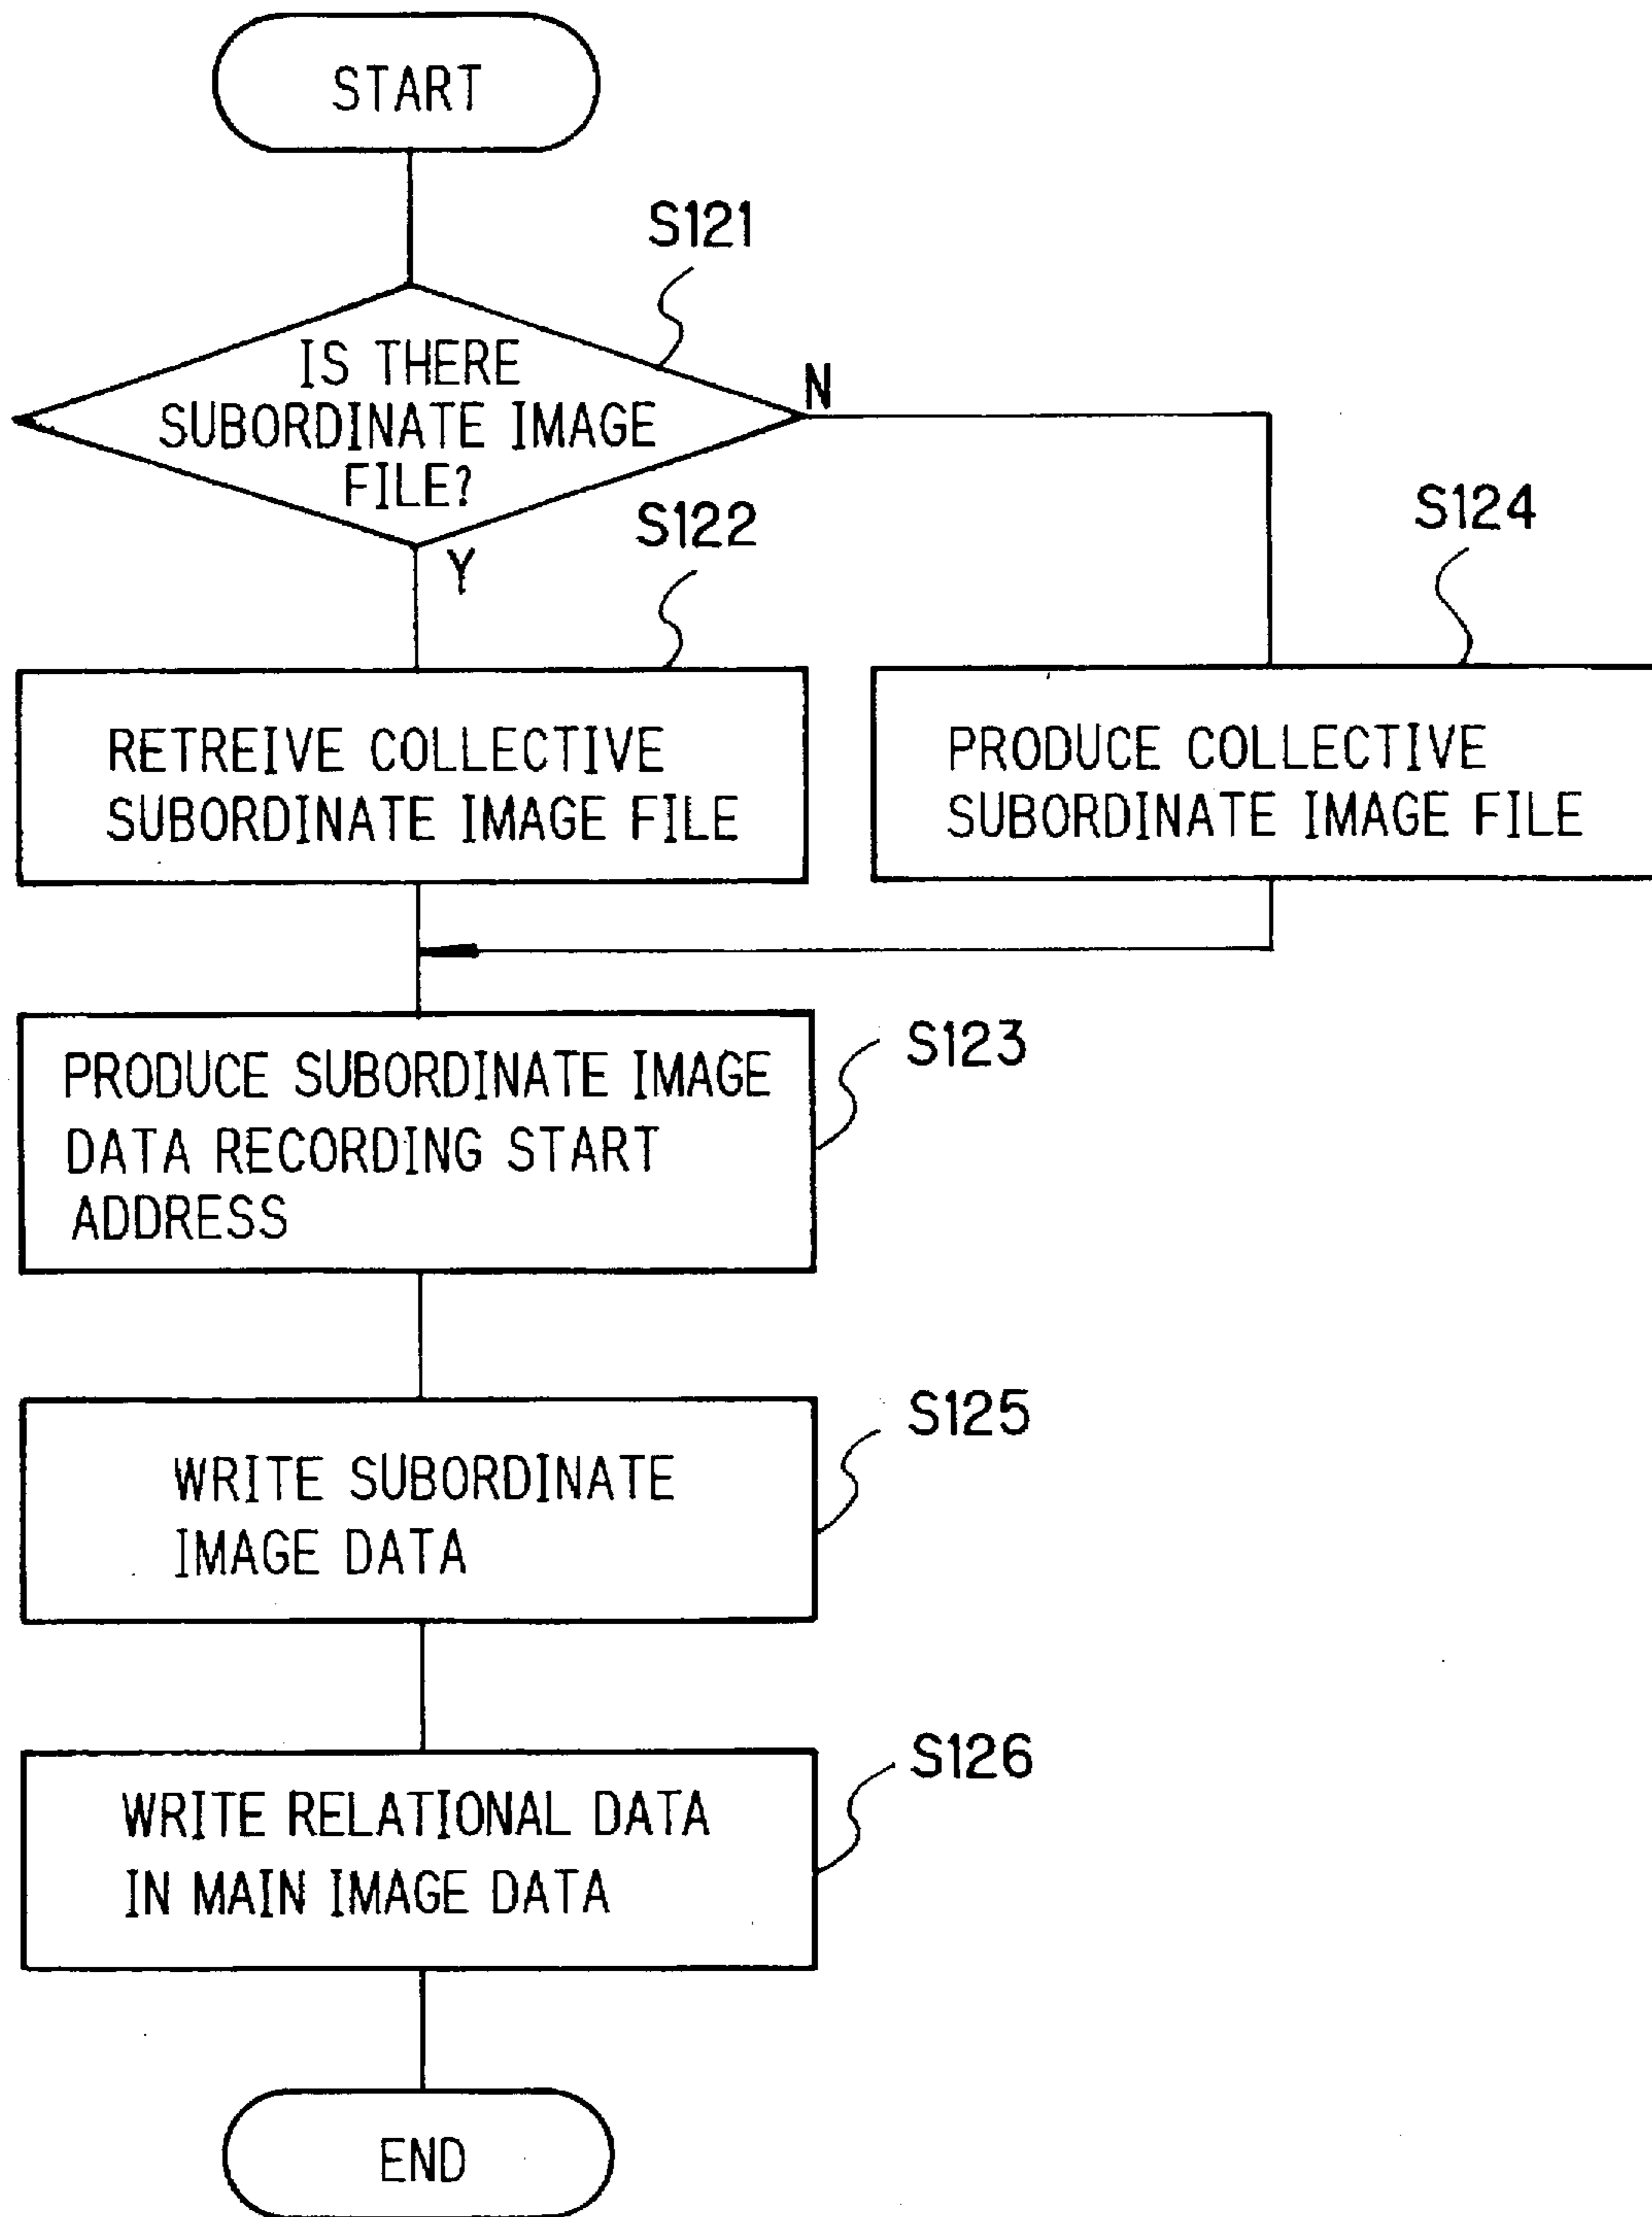 START
S121
IS THERE
SUBORDINATE IMAGE
FILE?
N
Y
S122
S124
RETREIVE COLLECTIVE
SUBORDINATE IMAGE FILE
PRODUCE COLLECTIVE
SUBORDINATE IMAGE FILE
S123
PRODUCE SUBORDINATE IMAGE
DATA RECORDING START
ADDRESS
S125
WRITE SUBORDINATE
IMAGE DATA
S126
WRITE RELATIONAL DATA
IN MAIN IMAGE DATA
END